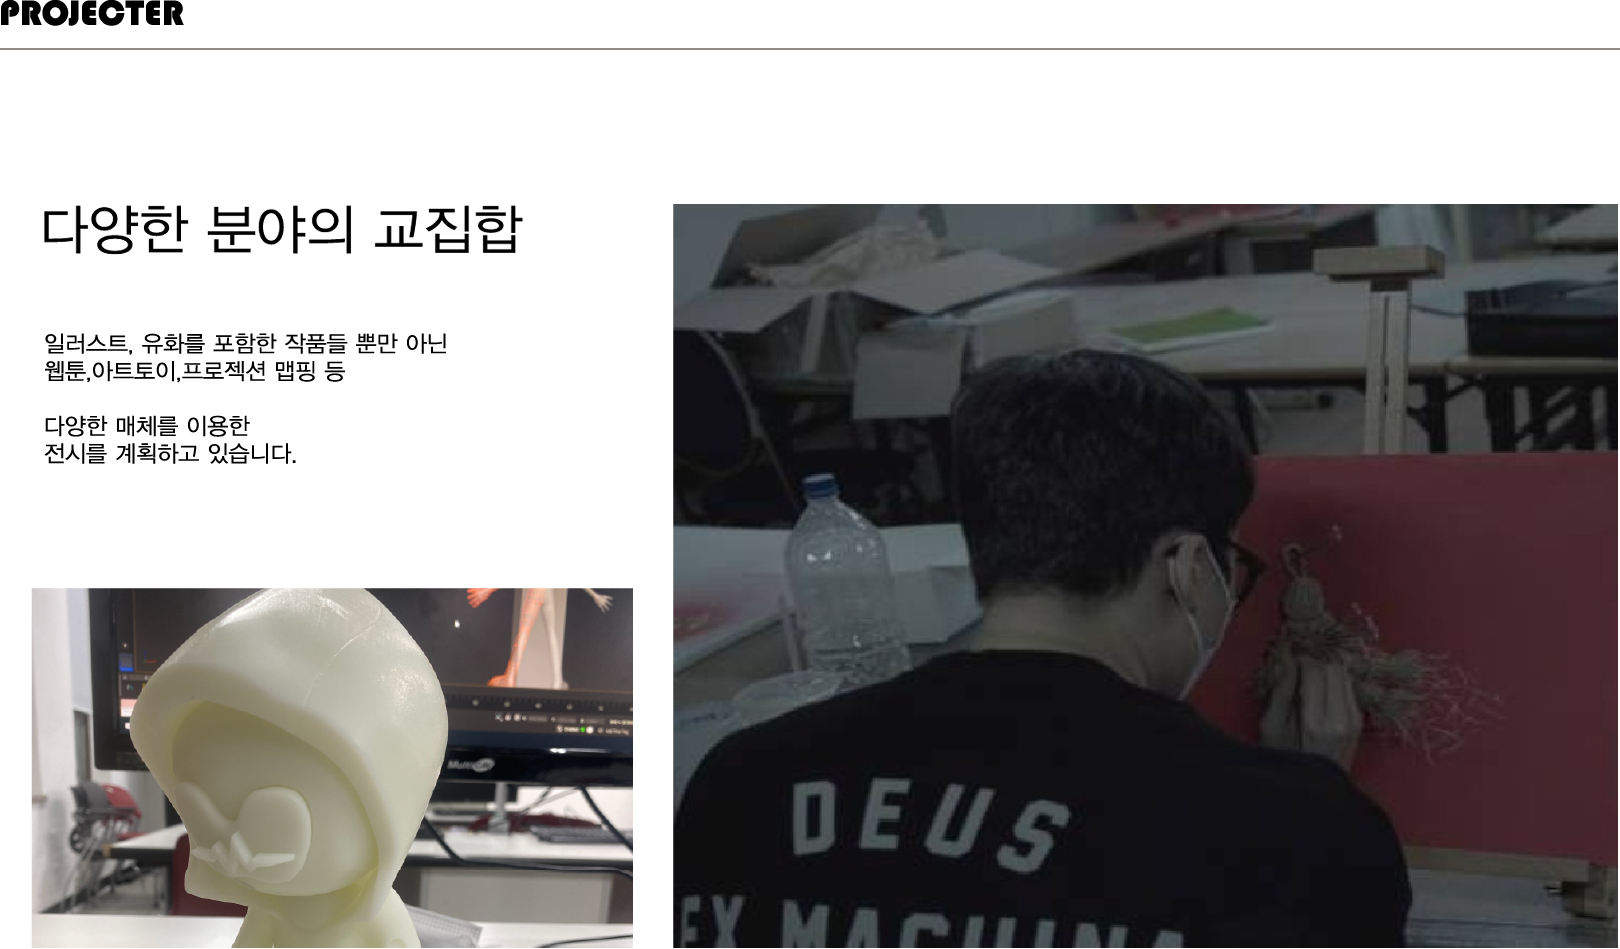 PROJECTER
다양한 분야의 교집합
일러스트, 유화를 포함한 작품들 뿐만 아닌
웹툰,아트토이,프로젝션 맵핑 등
다양한 매체를 이용한
전시를 계획하고 있습니다.
DEUS
EX MACHINA